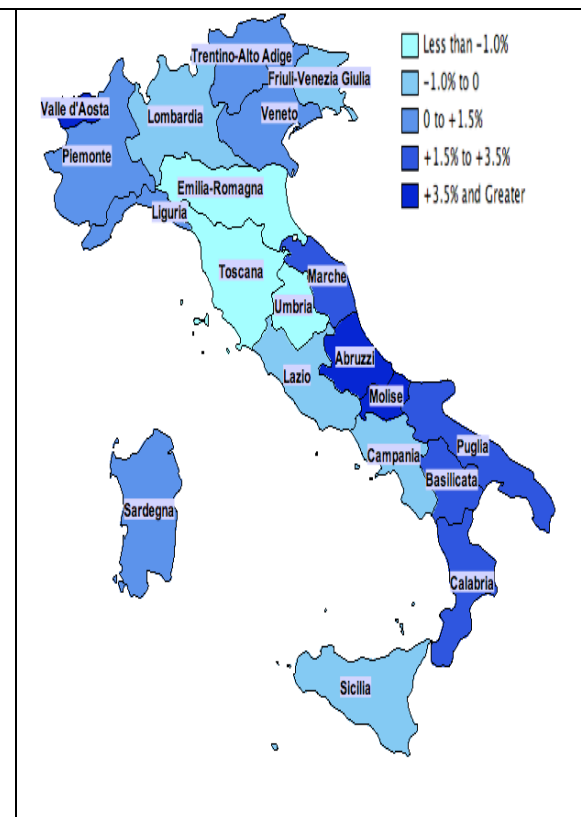 Less than −1.0%
Trentino-Alto Adige
−1.0% to 0
Friuli-Venezia Giulia
Valle d'Aosta
Lombardia
Veneto
0 to +1.5%
Piemonte
+1.5% to +3.5%
Emilia-Romagna
+3.5% and Greater
Liguria
Toscana
Marche
Umbria
Abruzzi
Lazio
Molise
Campania
Puglia
Basilicata
Sardegna
Calabria
Sicilia